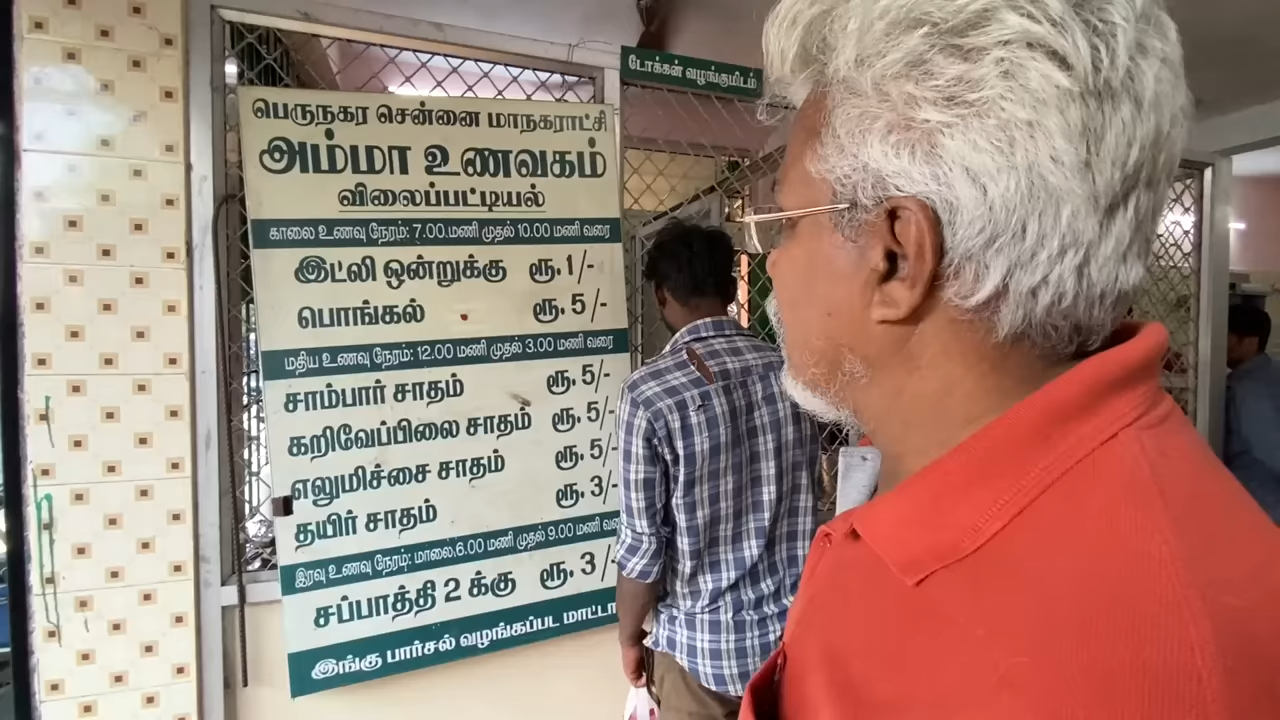 பெருநகர சென்னை மாநகராட்சி
அம்மா உணவகம்
விலைப்பட்டியல்
காலை உணவு நேரம்: 7.00.மணி முதல் 10.00 மணி வரை
இட்லி ஒன்றுக்கு ரூ. 1/-
பொங்கல் ரூ. 5/-
மதிய உணவு நேரம்: 12.00 மணி முதல் 3.00 மணி வரை
சாம்பார் சாதம் ரூ. 5/-
கறிவேப்பிலை சாதம் ரூ. 5/-
எலுமிச்சை சாதம் ரூ. 5/-
தயிர் சாதம் ரூ. 3/-
இரவு உணவு நேரம்: மாலை.6.00 மணி முதல் 9.00 மணி வரை
சப்பாத்தி 2 க்கு ரூ. 3/-
இங்கு பார்சல் வழங்கப்பட
டோக்கன் வழங்குமிடம்